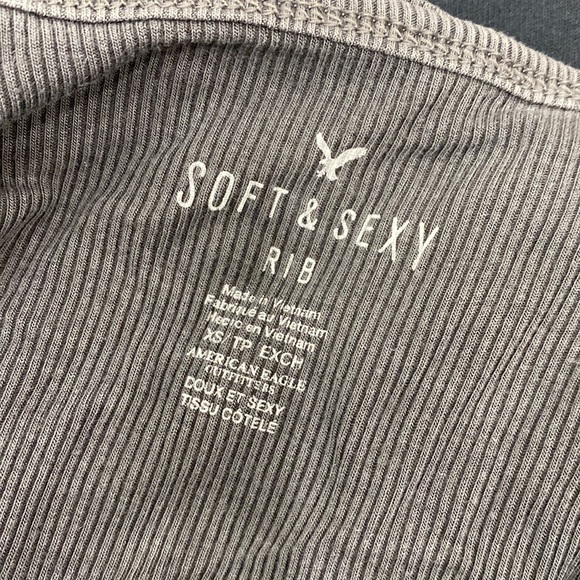 SOFT & SEXY
RIB
Made in Vietnam
Fabriqué au Vietnam
Hecho en Vietnam
XS/TP EXCH
AMERICAN EAGLE
OUTFITTERS
DOUX ET SEXY
TISSU CÔTELÉ